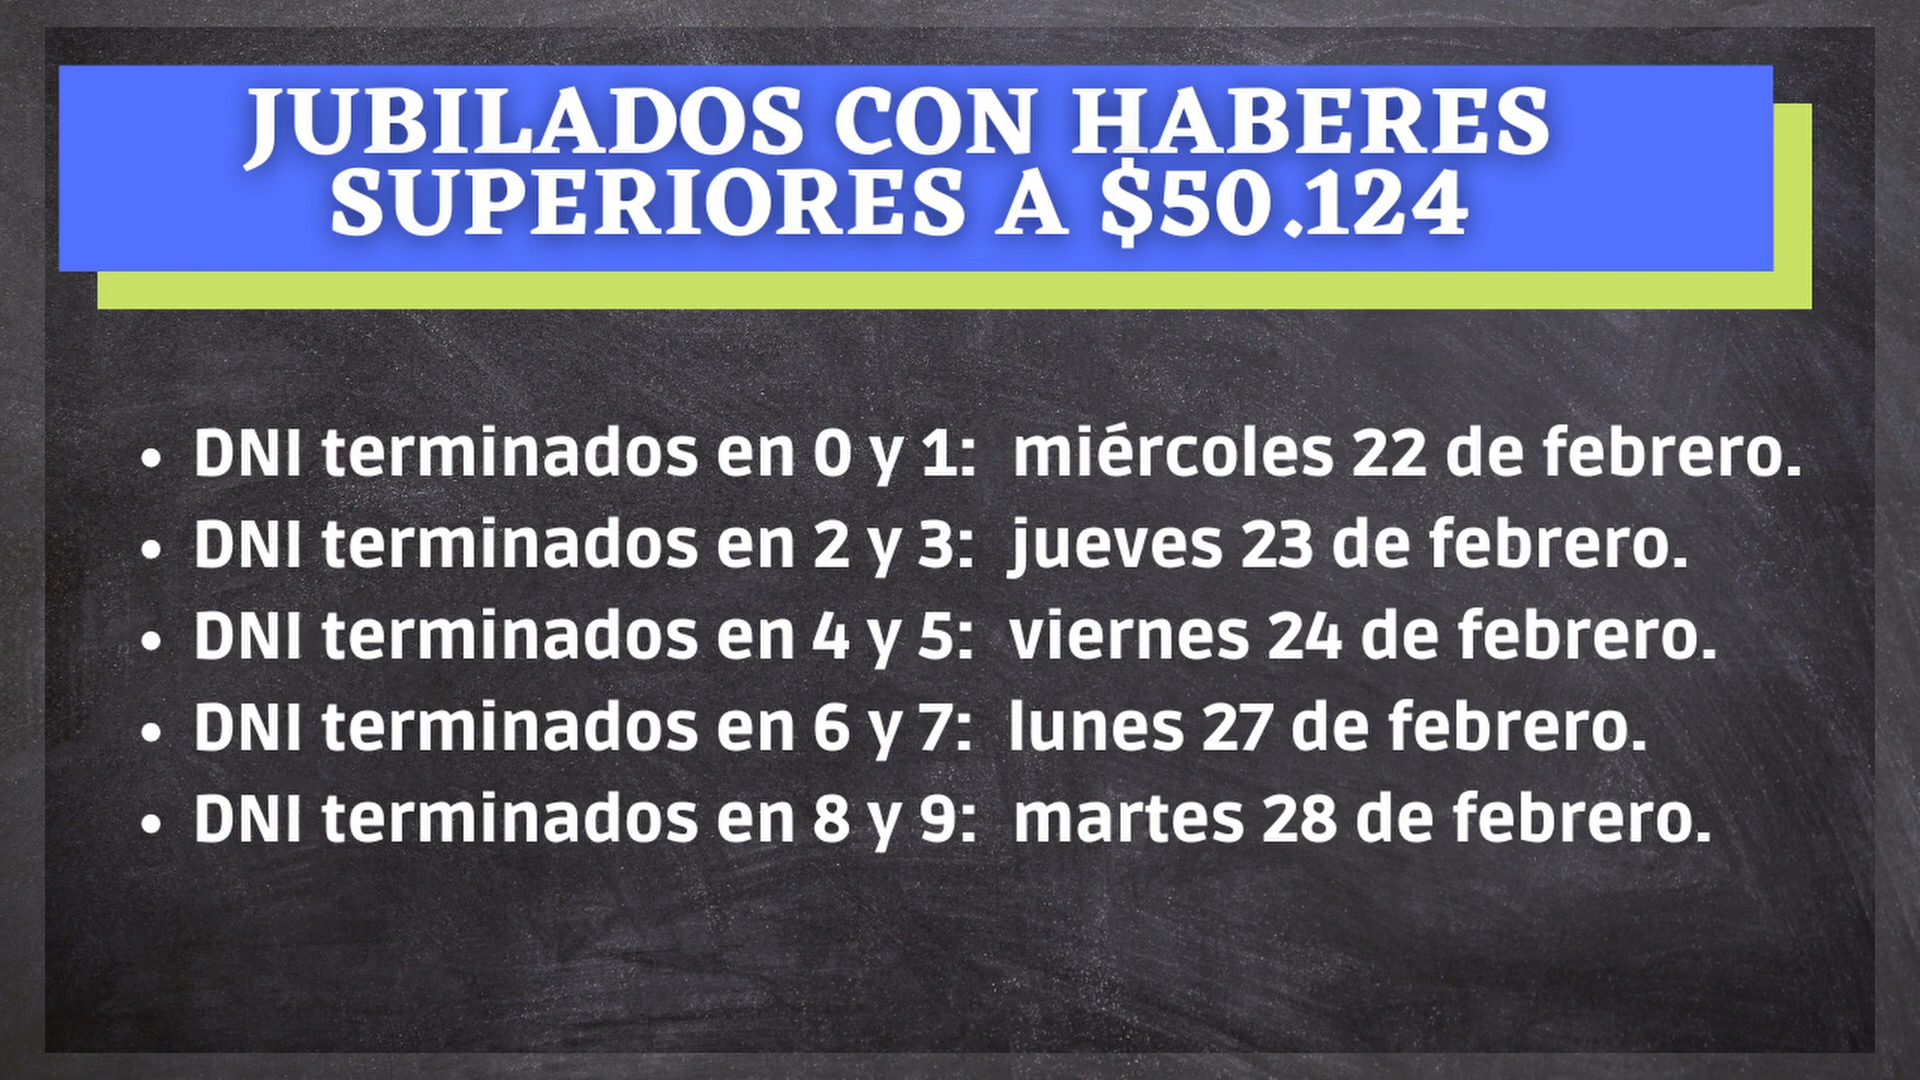 JUBILADOS CON HABERES
SUPERIORES A $50.124
• DNI terminados en 0 y 1: miércoles 22 de febrero.
• DNI terminados en 2 y 3: jueves 23 de febrero.
• DNI terminados en 4 y 5: viernes 24 de febrero.
• DNI terminados en 6 y 7: lunes 27 de febrero.
• DNI terminados en 8 y 9: martes 28 de febrero.